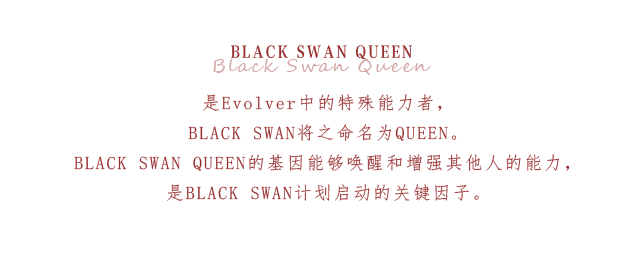 BLACK SWAN QUEEN
Black Swan Queen
是Evolver中的特殊能力者，
BLACK SWAN将之命名为QUEEN。
BLACK SWAN QUEEN的基因能够唤醒和增强其他人的能力，
是BLACK SWAN计划启动的关键因子。